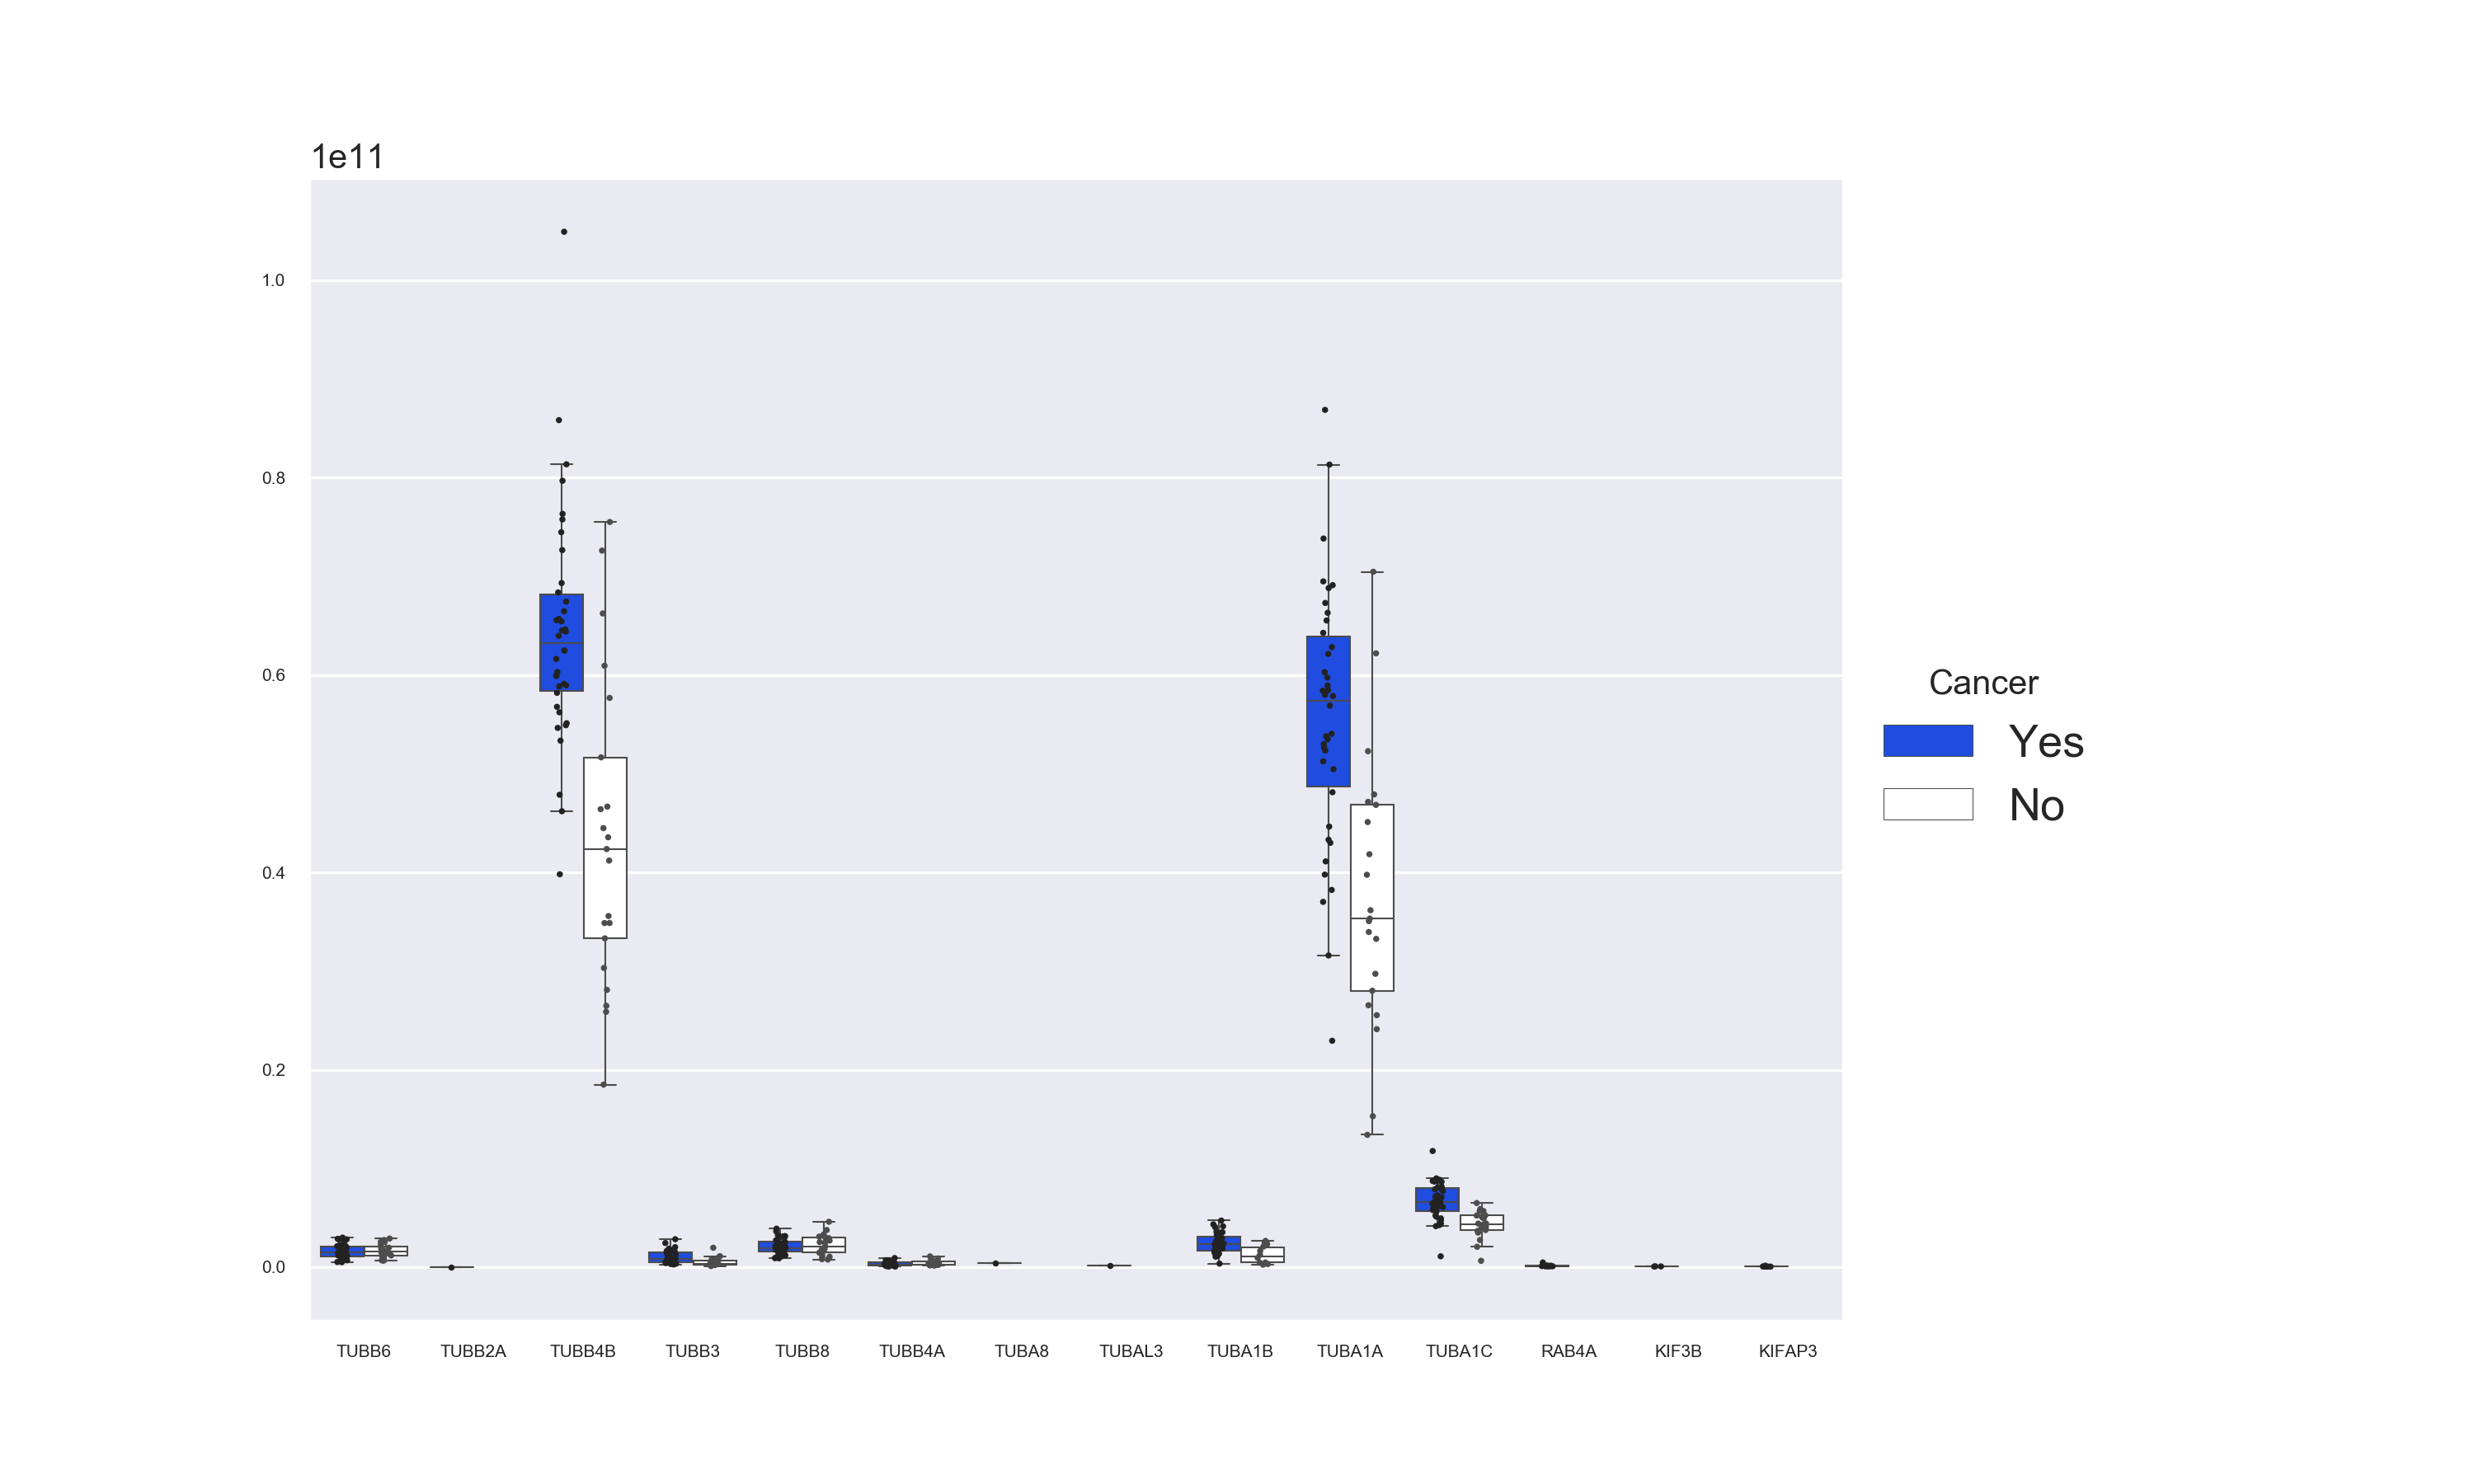 1e11
1.0
0.8
0.6
0.4
0.2
0.0
TUBB6 TUBB2A TUBB4B TUBB3 TUBB8 TUBB4A TUBA8 TUBAL3 TUBA1B TUBA1A TUBA1C RAB4A KIF3B KIFAP3
Cancer
Yes
No